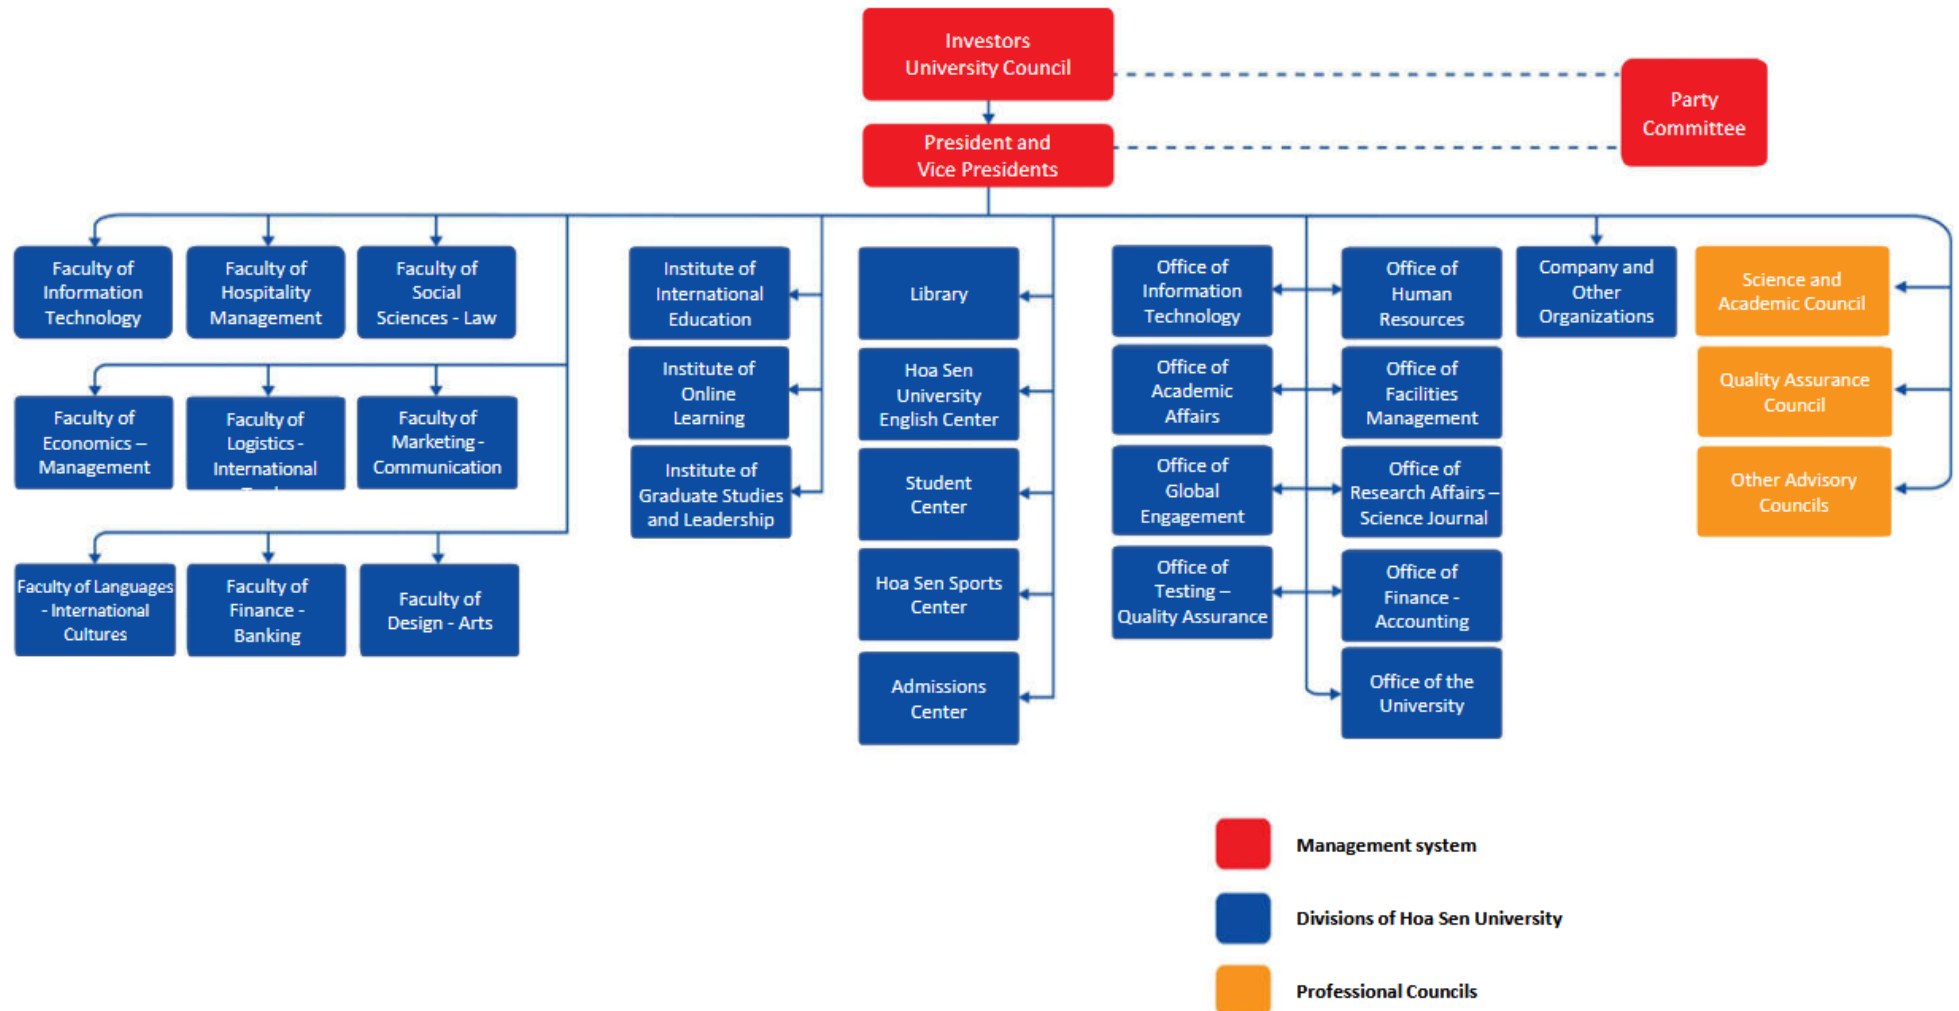 Investors
University Council
Party
Committee
President and
Vice Presidents
Faculty of
Information
Technology
Faculty of
Hospitality
Management
Faculty of
Social
Sciences - Law
Faculty of
Economics –
Management
Faculty of
Logistics -
International
Faculty of
Marketing -
Communication
Faculty of Languages
- International
Cultures
Faculty of
Finance -
Banking
Faculty of
Design - Arts
Institute of
International
Education
Institute of
Online
Learning
Institute of
Graduate Studies
and Leadership
Library
Hoa Sen
University
English Center
Student
Center
Hoa Sen Sports
Center
Admissions
Center
Office of
Information
Technology
Office of
Academic
Affairs
Office of
Global
Engagement
Office of
Testing –
Quality Assurance
Office of
Human
Resources
Office of
Facilities
Management
Office of
Research Affairs –
Science Journal
Office of
Finance -
Accounting
Office of the
University
Company and
Other
Organizations
Science and
Academic Council
Quality Assurance
Council
Other Advisory
Councils
Management system
Divisions of Hoa Sen University
Professional Councils